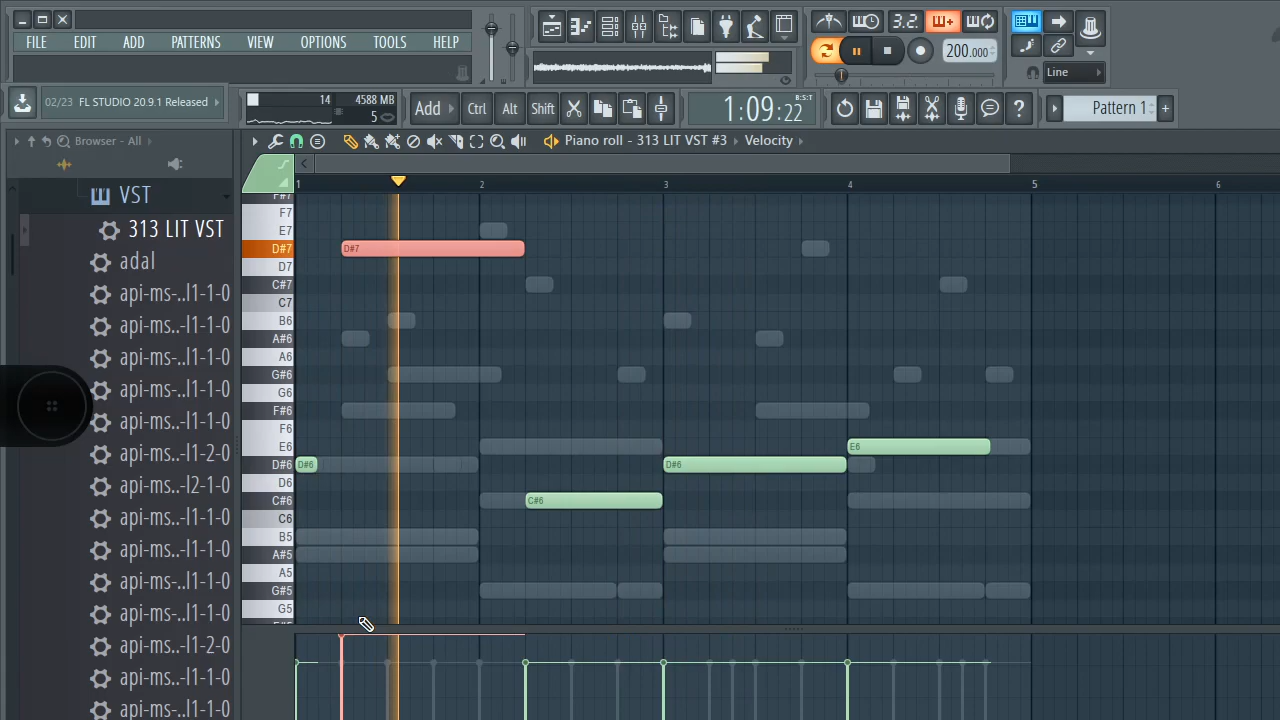 FILE EDIT ADD PATTERNS VIEW OPTIONS TOOLS HELP
3.2.
200.000
Line
02/23 FL STUDIO 20.9.1 Released
14 4588 MB
5
Add Ctrl Alt Shift
1:09:22 B:S:T
?
Pattern 1 +
Browser - All
Piano roll - 313 LIT VST #3 Velocity
1 2 3 4 5 6
VST
313 LIT VST
adal
api-ms-..l1-1-0
api-ms..-l1-1-0
api-ms-..l1-1-0
api-ms-..l1-1-0
api-ms..-l1-1-0
api-ms..-l1-2-0
api-ms..-l2-1-0
api-ms..-l1-1-0
api-ms..-l1-1-0
api-ms-..l1-1-0
api-ms-..l1-1-0
api-ms..-l1-2-0
api-ms-..l1-1-0
api-ms..-l1-1-0
F#7
F7
E7
D#7 D#7
D7
C#7
C7
B6
A#6
A6
G#6
G6
F#6
F6
E6 E6
D#6 D#6 D#6
D6
C#6 C#6
C6
B5
A#5
A5
G#5
G5